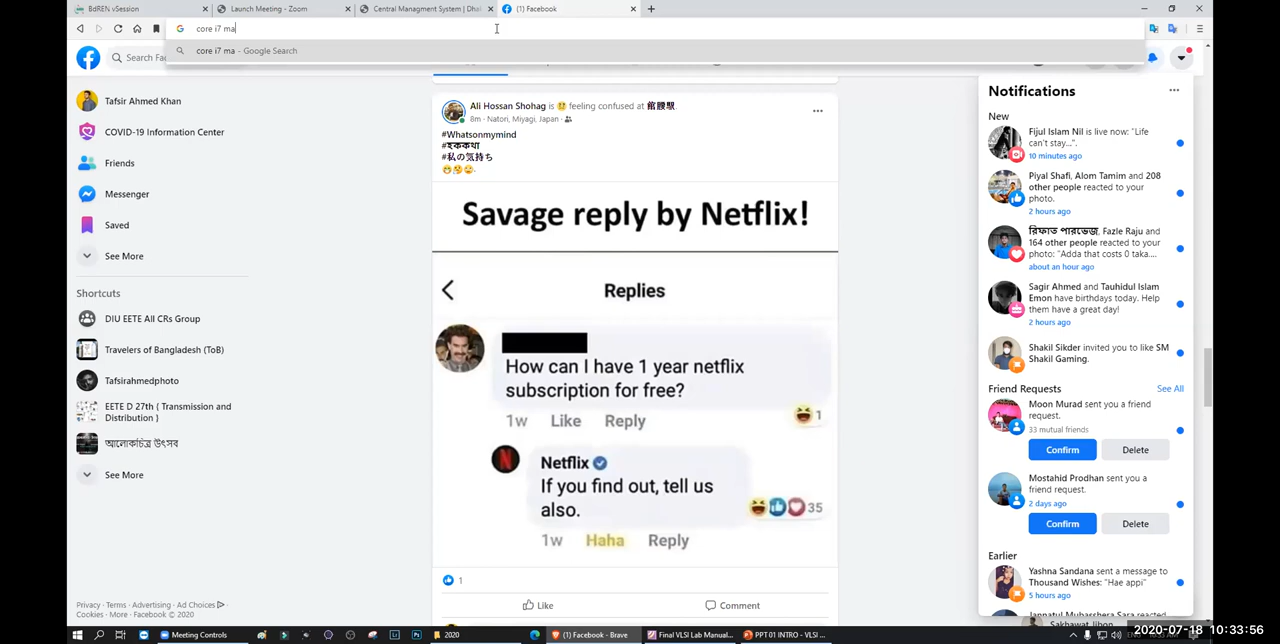 BdREN vSession
Launch Meeting - Zoom
Central Managment System | Dha
(1) Facebook
core i7 ma
core i7 ma - Google Search
Search Fac
Tafsir Ahmed Khan
COVID-19 Information Center
Friends
Messenger
Saved
See More
Shortcuts
DIU EETE All CRs Group
Travelers of Bangladesh (ToB)
Tafsirahmedphoto
EETE D 27th ( Transmission and
Distribution )
আলোকচিত্র উৎসব
See More
Privacy · Terms · Advertising · Ad Choices ·
Cookies · More · Facebook © 2020
Ali Hossan Shohag is feeling confused at
8m · Natori, Miyagi, Japan ·
#Whatsonmymind
#হককথা
#私の気持ち
Savage reply by Netflix!
Replies
How can I have 1 year netflix
subscription for free?
1
1w Like Reply
Netflix
If you find out, tell us
also.
35
1w Haha Reply
1
Like Comment
Notifications
New
Fijul Islam Nil is live now: "Life
can't stay...".
10 minutes ago
Piyal Shafi, Alom Tamim and 208
other people reacted to your
photo.
2 hours ago
রিফাত পারভেজ, Fazle Raju and
164 other people reacted to your
photo: "Adda that costs 0 taka....
about an hour ago
Sagir Ahmed and Tauhidul Islam
Emon have birthdays today. Help
them have a great day!
2 hours ago
Shakil Sikder invited you to like SM
Shakil Gaming.
Friend Requests See All
Moon Murad sent you a friend
request.
33 mutual friends
Confirm Delete
Mostahid Prodhan sent you a
friend request.
2 days ago
Confirm Delete
Earlier
Yashna Sandana sent a message to
Thousand Wishes: "Hae appi"
5 hours ago
Jannatul Mubasshera Sara reacted
Sakhawat Iibon
Meeting Controls
2020
(1) Facebook - Brave
Final VLSI Lab Manual...
PPT 01 INTRO - VLSI ...
2020-07-18 10:33:56